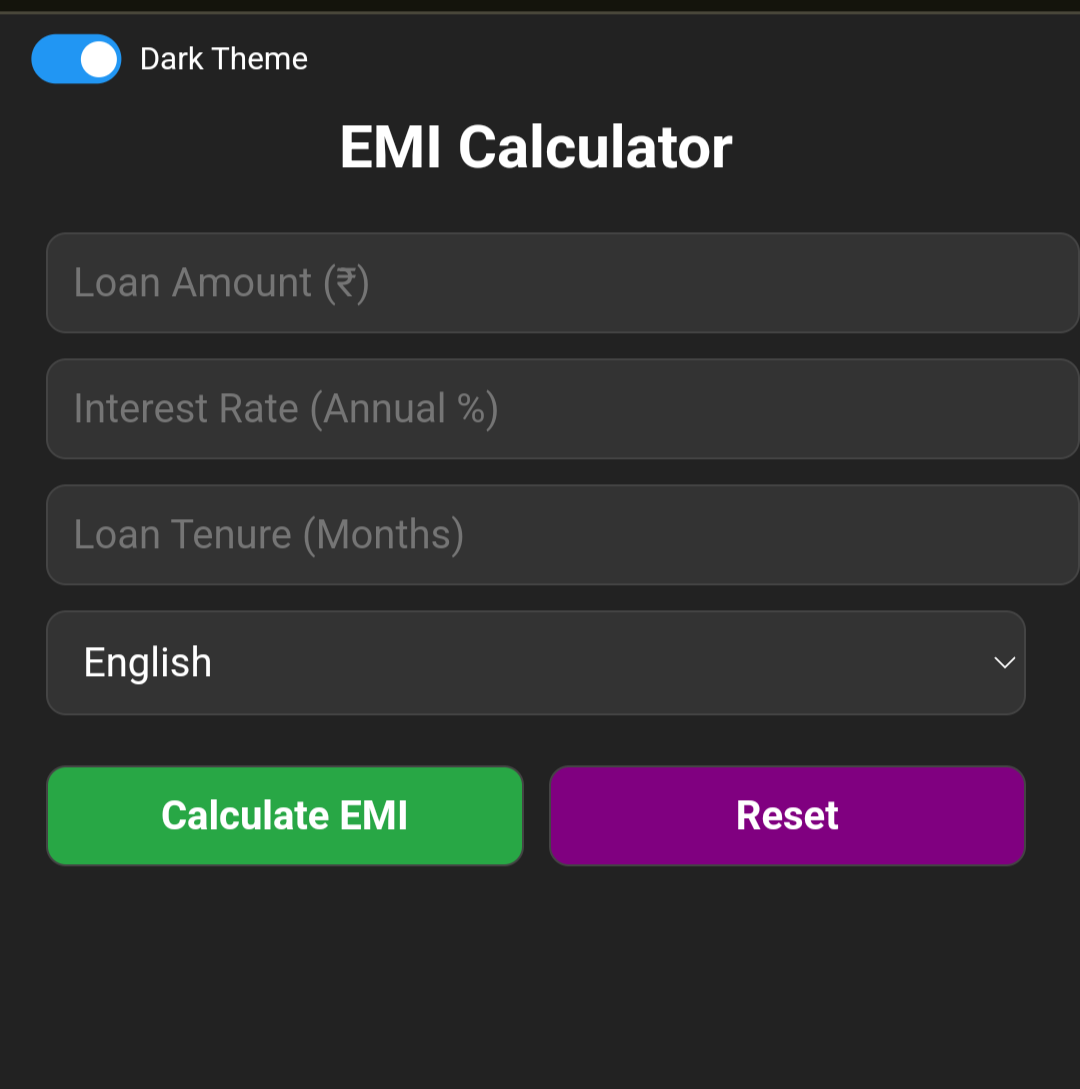 Dark Theme
EMI Calculator
Loan Amount (₹)
Interest Rate (Annual %)
Loan Tenure (Months)
English
Calculate EMI
Reset